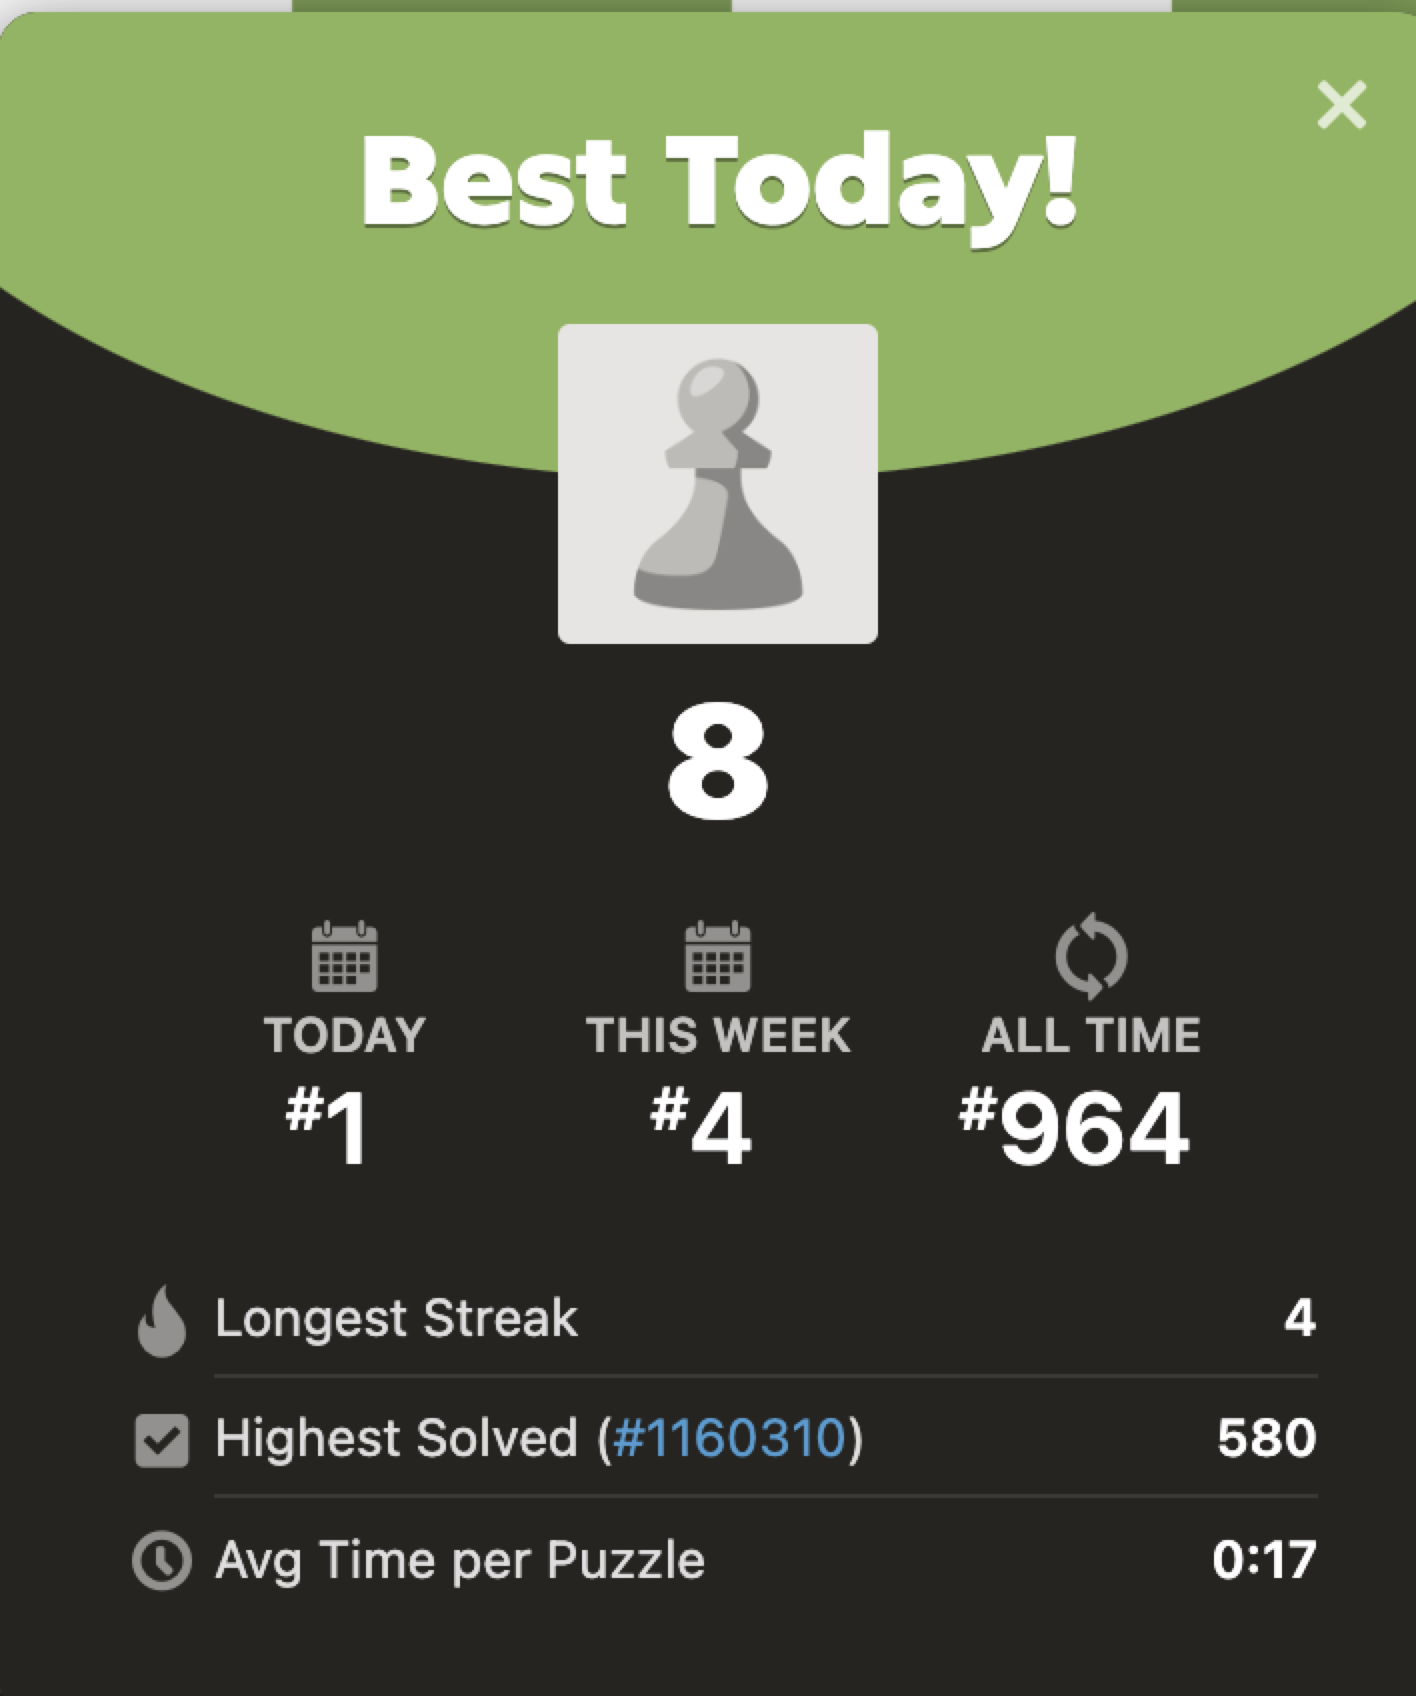 Best Today!
8
TODAY THIS WEEK ALL TIME
#1 #4 #964
Longest Streak 4
Highest Solved (#1160310) 580
Avg Time per Puzzle 0:17